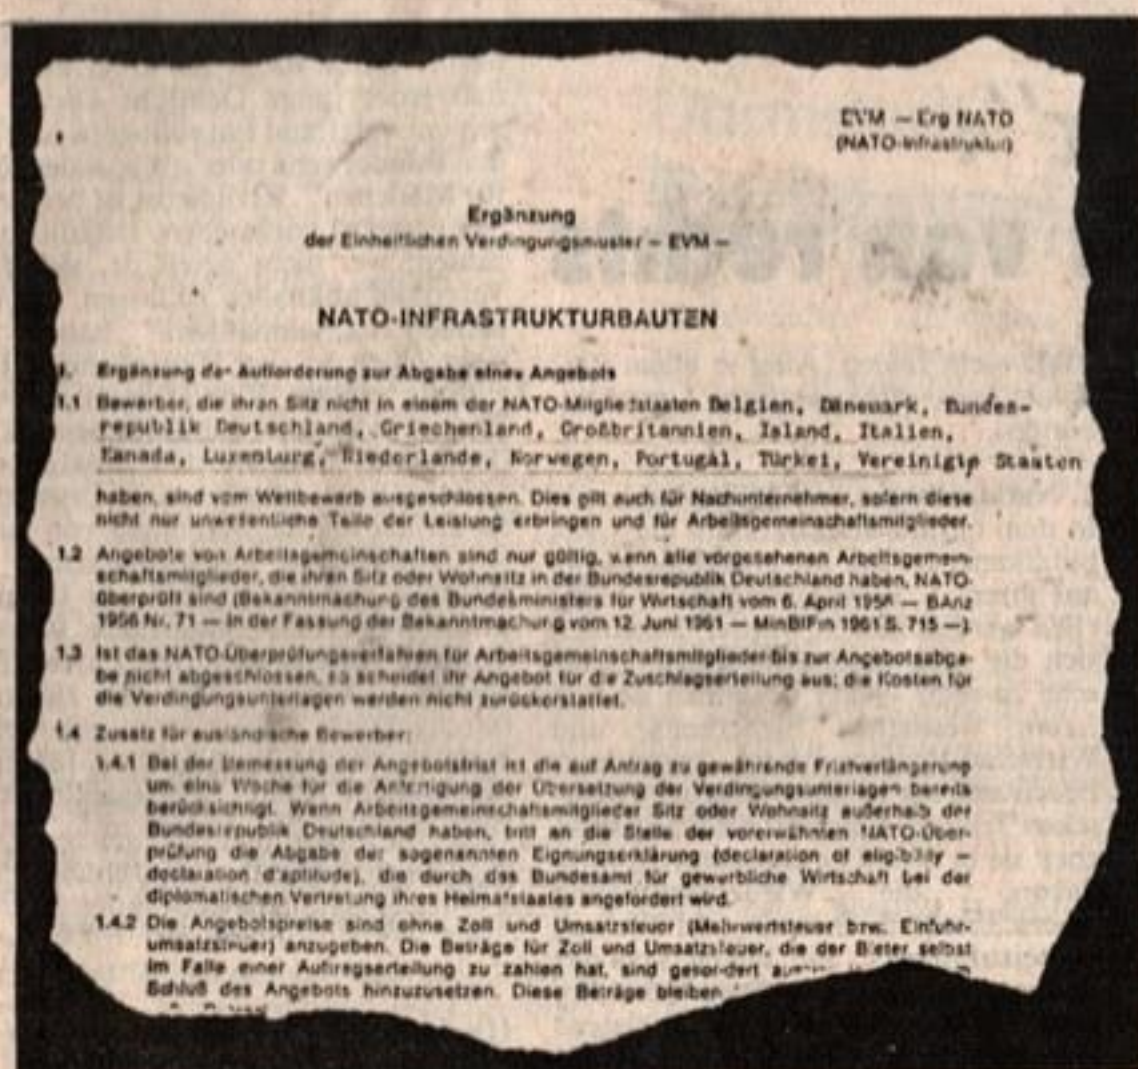 EVM — Erg NATO
(NATO-Infrastruktur)
Ergänzung
der Einheitlichen Verdingungsmuster – EVM –
NATO-INFRASTRUKTURBAUTEN
1. Ergänzung der Aufforderung zur Abgabe eines Angebots
1.1 Bewerber, die ihren Sitz nicht in einem der NATO-Mitgliedstaaten Belgien, Dänemark, Bundes-
republik Deutschland, Griechenland, Großbritannien, Island, Italien,
Kanada, Luxemburg, Niederlande, Norwegen, Portugal, Türkei, Vereinigte Staaten
haben, sind vom Wettbewerb ausgeschlossen. Dies gilt auch für Nachunternehmer, sofern diese
nicht nur unwesentliche Teile der Leistung erbringen und für Arbeitsgemeinschaftsmitglieder.
1.2 Angebote von Arbeitsgemeinschaften sind nur gültig, wenn alle vorgesehenen Arbeitsgemein-
schaftsmitglieder, die ihren Sitz oder Wohnsitz in der Bundesrepublik Deutschland haben, NATO-
überprüft sind (Bekanntmachung des Bundesministers für Wirtschaft vom 6. April 1956 — BAnz
1956 Nr. 71 — in der Fassung der Bekanntmachung vom 12. Juni 1961 — MinBlFin 1961 S. 715 —)
1.3 Ist das NATO-Überprüfungsverfahren für Arbeitsgemeinschaftsmitglieder bis zur Angebotsabga-
be nicht abgeschlossen, so scheidet ihr Angebot für die Zuschlagserteilung aus; die Kosten für
die Verdingungsunterlagen werden nicht zurückerstattet.
1.4 Zusatz für ausländische Bewerber:
1.4.1 Bei der Bemessung der Angebotsfrist ist die auf Antrag zu gewährende Fristverlängerung
um eine Woche für die Anfertigung der Übersetzung der Verdingungsunterlagen bereits
berücksichtigt. Wenn Arbeitsgemeinschaftsmitglieder Sitz oder Wohnsitz außerhalb der
Bundesrepublik Deutschland haben, tritt an die Stelle der vorerwähnten NATO-Über-
prüfung die Abgabe der sogenannten Eignungserklärung (declaration of eligibility —
declaration d'aptitude), die durch das Bundesamt für gewerbliche Wirtschaft bei der
diplomatischen Vertretung ihres Heimatstaates angefordert wird.
1.4.2 Die Angebotspreise sind ohne Zoll und Umsatzsteuer (Mehrwertsteuer bzw. Einfuhr-
umsatzsteuer) anzugeben. Die Beträge für Zoll und Umsatzsteuer, die der Bieter selbst
im Falle einer Auftragserteilung zu zahlen hat, sind gesondert
Schluß des Angebots hinzuzusetzen. Diese Beträge bleiben